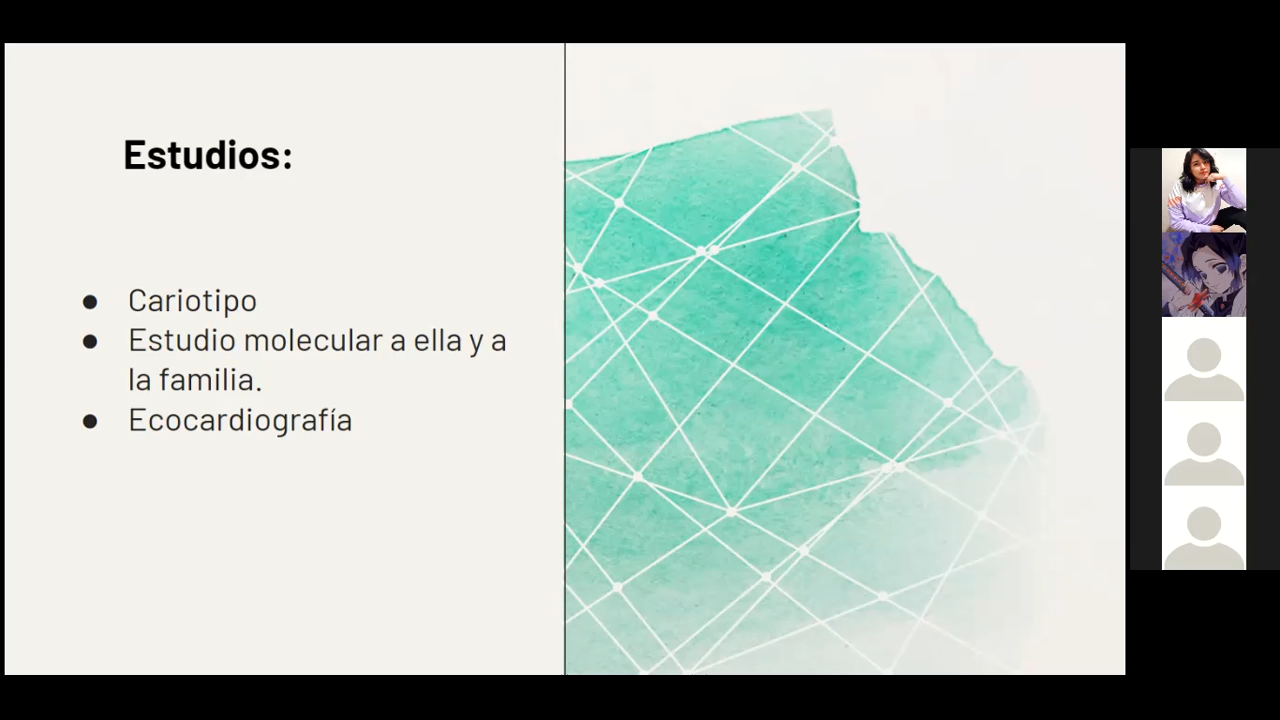 Estudios:
● Cariotipo
● Estudio molecular a ella y a
la familia.
● Ecocardiografía